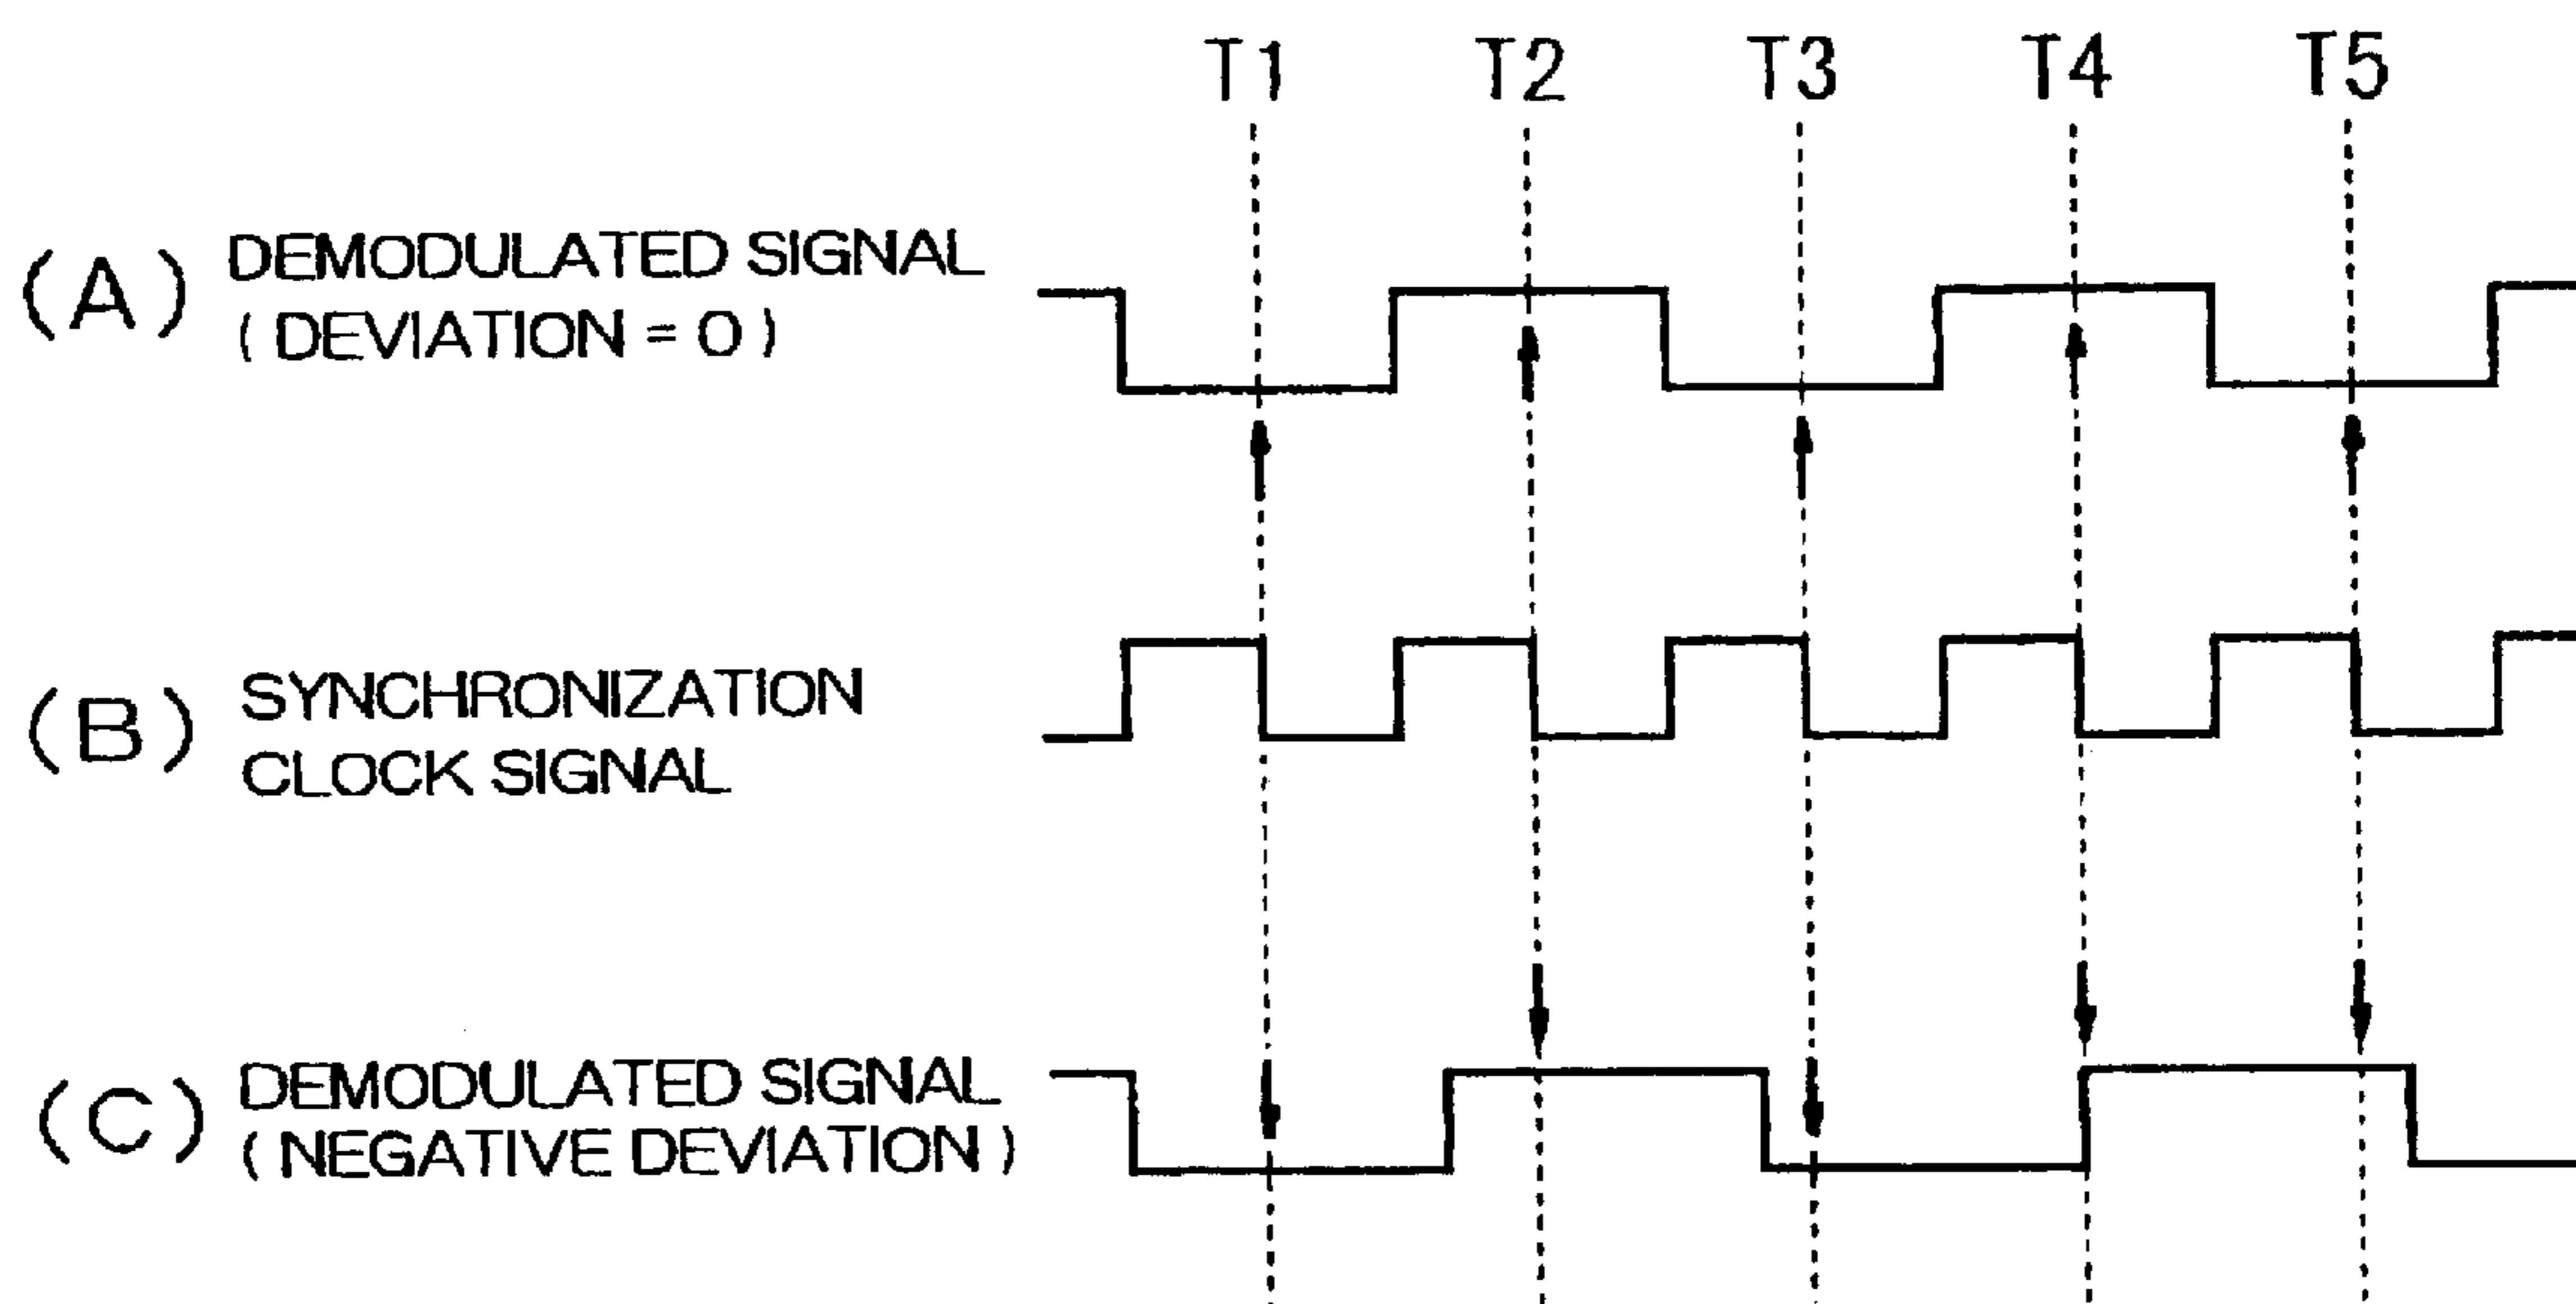 T1 T2 T3 T4 T5
(A) DEMODULATED SIGNAL
( DEVIATION = 0 )
(B) SYNCHRONIZATION
CLOCK SIGNAL
(C) DEMODULATED SIGNAL
( NEGATIVE DEVIATION )